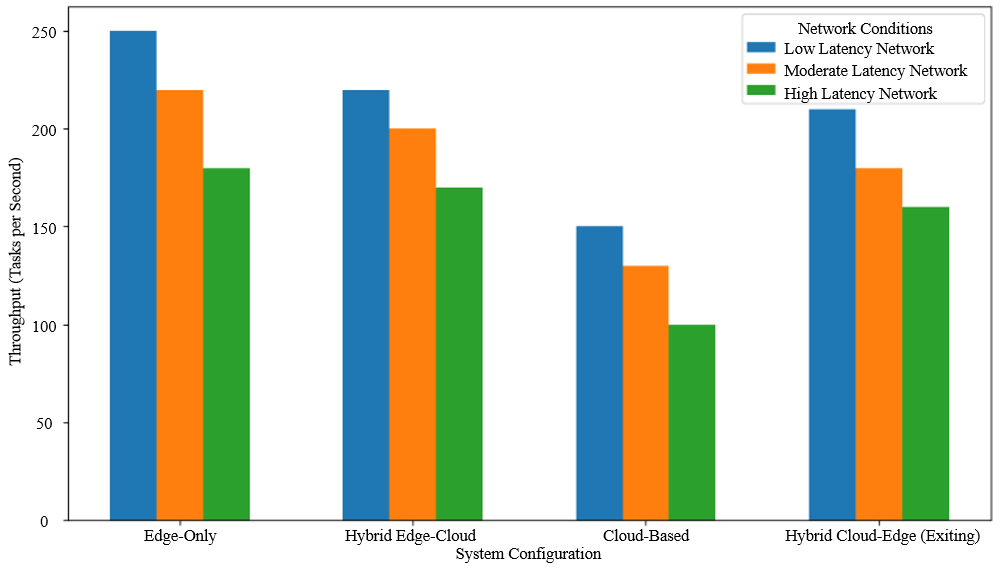 Network Conditions
Low Latency Network
Moderate Latency Network
High Latency Network
Throughput (Tasks per Second)
250
200
150
100
50
0
Edge-Only
Hybrid Edge-Cloud
Cloud-Based
Hybrid Cloud-Edge (Exiting)
System Configuration